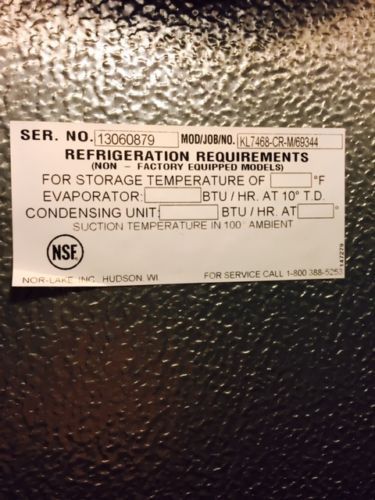 SER. NO. 13060879 MOD/JOB/NO. KL7468-CR-M/69344
REFRIGERATION REQUIREMENTS
(NON - FACTORY EQUIPPED MODELS)
FOR STORAGE TEMPERATURE OF °F
EVAPORATOR: BTU / HR. AT 10° T.D.
CONDENSING UNIT: BTU / HR. AT °
SUCTION TEMPERATURE IN 100° AMBIENT
NSF
NOR-LAKE, INC., HUDSON, WI FOR SERVICE CALL 1-800-388-5253
147279